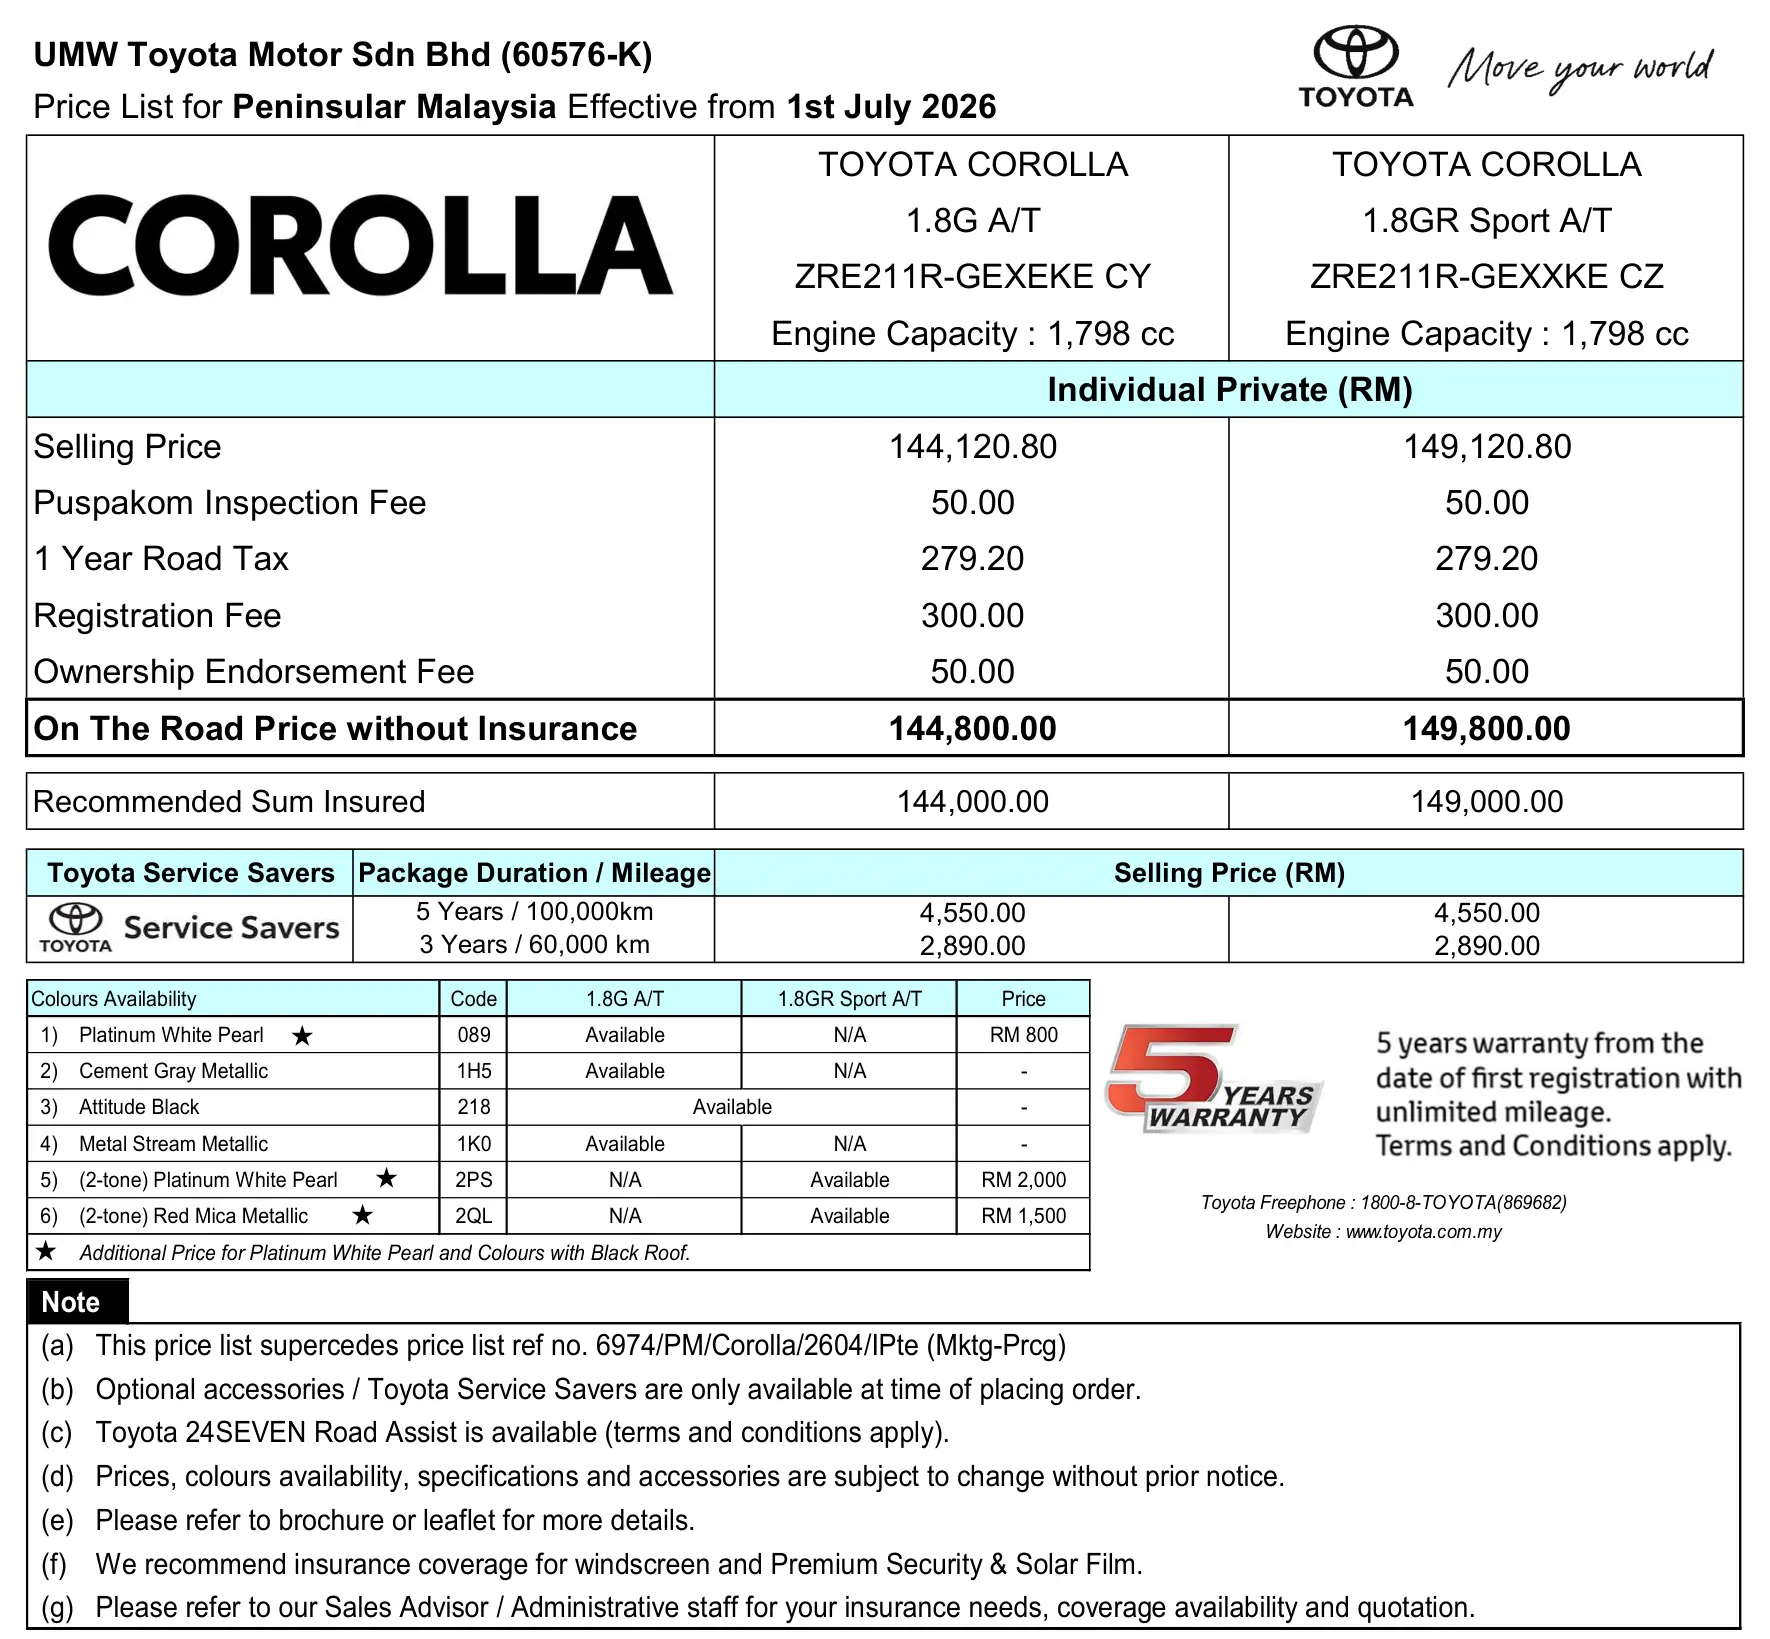 UMW Toyota Motor Sdn Bhd (60576-K)
Price List for Peninsular Malaysia Effective from 1st July 2026
TOYOTA
Move your world
COROLLA
TOYOTA COROLLA
1.8G A/T
ZRE211R-GEXEKE CY
Engine Capacity : 1,798 cc
TOYOTA COROLLA
1.8GR Sport A/T
ZRE211R-GEXXKE CZ
Engine Capacity : 1,798 cc
Individual Private (RM)
Selling Price 144,120.80 149,120.80
Puspakom Inspection Fee 50.00 50.00
1 Year Road Tax 279.20 279.20
Registration Fee 300.00 300.00
Ownership Endorsement Fee 50.00 50.00
On The Road Price without Insurance 144,800.00 149,800.00
Recommended Sum Insured 144,000.00 149,000.00
Toyota Service Savers Package Duration / Mileage Selling Price (RM)
TOYOTA Service Savers
5 Years / 100,000km 4,550.00 4,550.00
3 Years / 60,000 km 2,890.00 2,890.00
Colours Availability Code 1.8G A/T 1.8GR Sport A/T Price
1) Platinum White Pearl ★ 089 Available N/A RM 800
2) Cement Gray Metallic 1H5 Available N/A -
3) Attitude Black 218 Available -
4) Metal Stream Metallic 1K0 Available N/A -
5) (2-tone) Platinum White Pearl ★ 2PS N/A Available RM 2,000
6) (2-tone) Red Mica Metallic ★ 2QL N/A Available RM 1,500
★ Additional Price for Platinum White Pearl and Colours with Black Roof.
5 YEARS
WARRANTY
5 years warranty from the
date of first registration with
unlimited mileage.
Terms and Conditions apply.
Toyota Freephone : 1800-8-TOYOTA(869682)
Website : www.toyota.com.my
Note
(a) This price list supercedes price list ref no. 6974/PM/Corolla/2604/IPte (Mktg-Prcg)
(b) Optional accessories / Toyota Service Savers are only available at time of placing order.
(c) Toyota 24SEVEN Road Assist is available (terms and conditions apply).
(d) Prices, colours availability, specifications and accessories are subject to change without prior notice.
(e) Please refer to brochure or leaflet for more details.
(f) We recommend insurance coverage for windscreen and Premium Security & Solar Film.
(g) Please refer to our Sales Advisor / Administrative staff for your insurance needs, coverage availability and quotation.